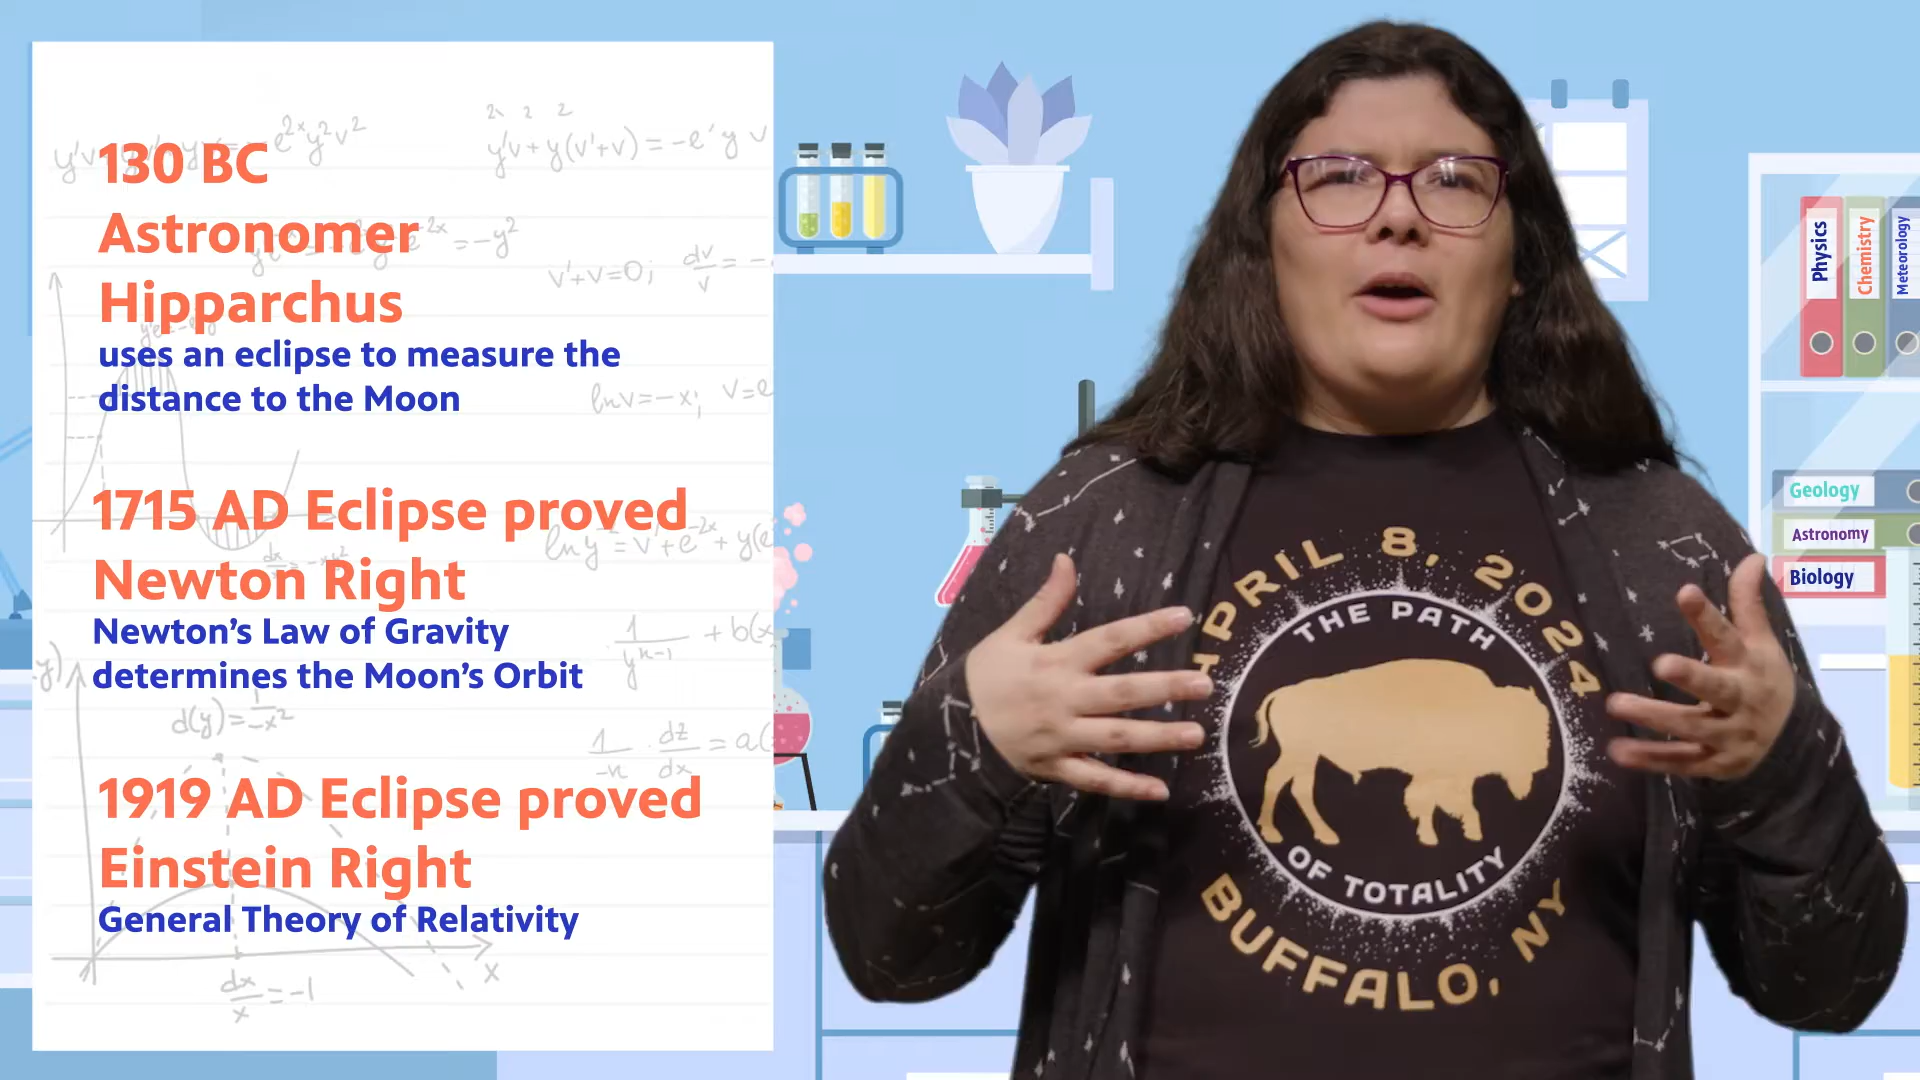 130 BC
Astronomer
Hipparchus
uses an eclipse to measure the
distance to the Moon
1715 AD Eclipse proved
Newton Right
Newton's Law of Gravity
determines the Moon's Orbit
1919 AD Eclipse proved
Einstein Right
General Theory of Relativity
APRIL 8, 2024
THE PATH
OF TOTALITY
BUFFALO, NY
Physics
Chemistry
Meteorology
Geology
Astronomy
Biology
v'+v=0;
lnv=-x;
x